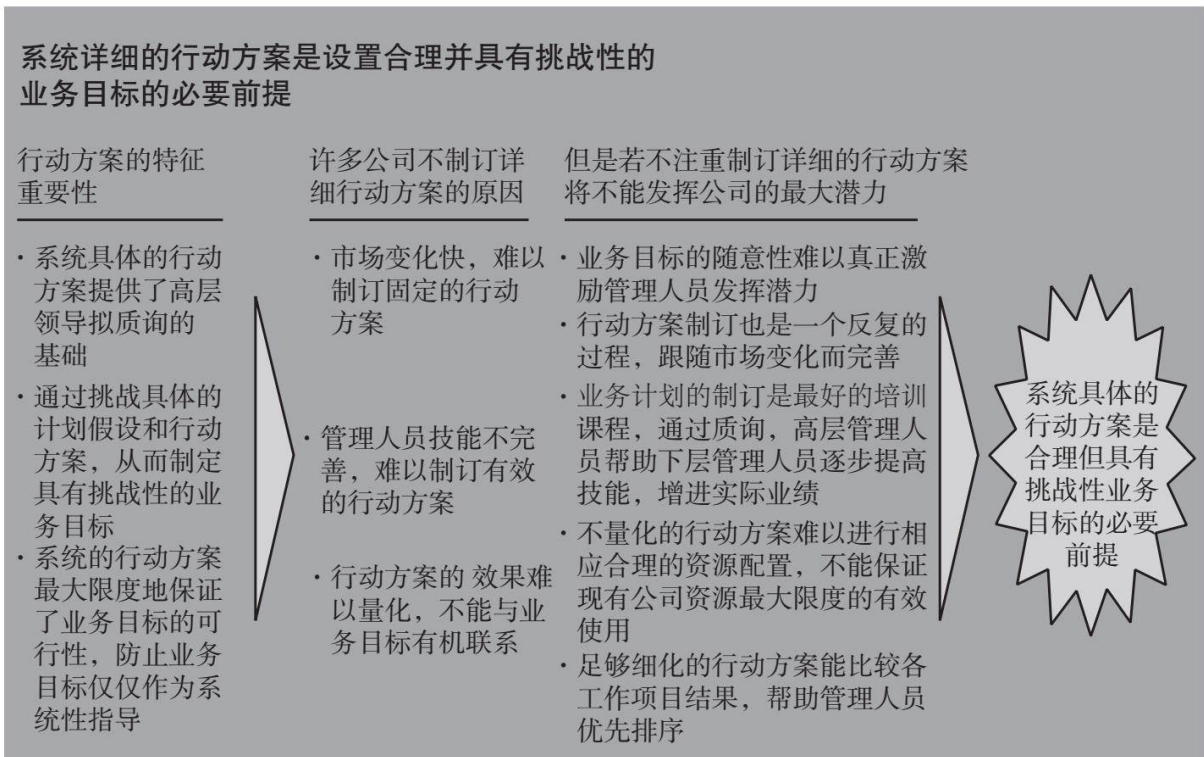 系统详细的行动方案是设置合理并具有挑战性的
业务目标的必要前提
行动方案的特征
重要性
· 系统具体的行动
方案提供了高层
领导拟质询的
基础
· 通过挑战具体的
计划假设和行动
方案，从而制定
具有挑战性的业
务目标
· 系统的行动方案
最大限度地保证
了业务目标的可
行性，防止业务
目标仅仅作为系
统性指导
许多公司不制订详
细行动方案的原因
· 市场变化快，难以
制订固定的行动
方案
· 管理人员技能不完
善，难以制订有效
的行动方案
· 行动方案的 效果难
以量化，不能与业
务目标有机联系
但是若不注重制订详细的行动方案
将不能发挥公司的最大潜力
· 业务目标的随意性难以真正激
励管理人员发挥潜力
· 行动方案制订也是一个反复的
过程，跟随市场变化而完善
· 业务计划的制订是最好的培训
课程，通过质询，高层管理人
员帮助下层管理人员逐步提高
技能，增进实际业绩
· 不量化的行动方案难以进行相
应合理的资源配置，不能保证
现有公司资源最大限度的有效
使用
· 足够细化的行动方案能比较各
工作项目结果，帮助管理人员
优先排序
系统具体的
行动方案是
合理但具有
挑战性业务
目标的必要
前提